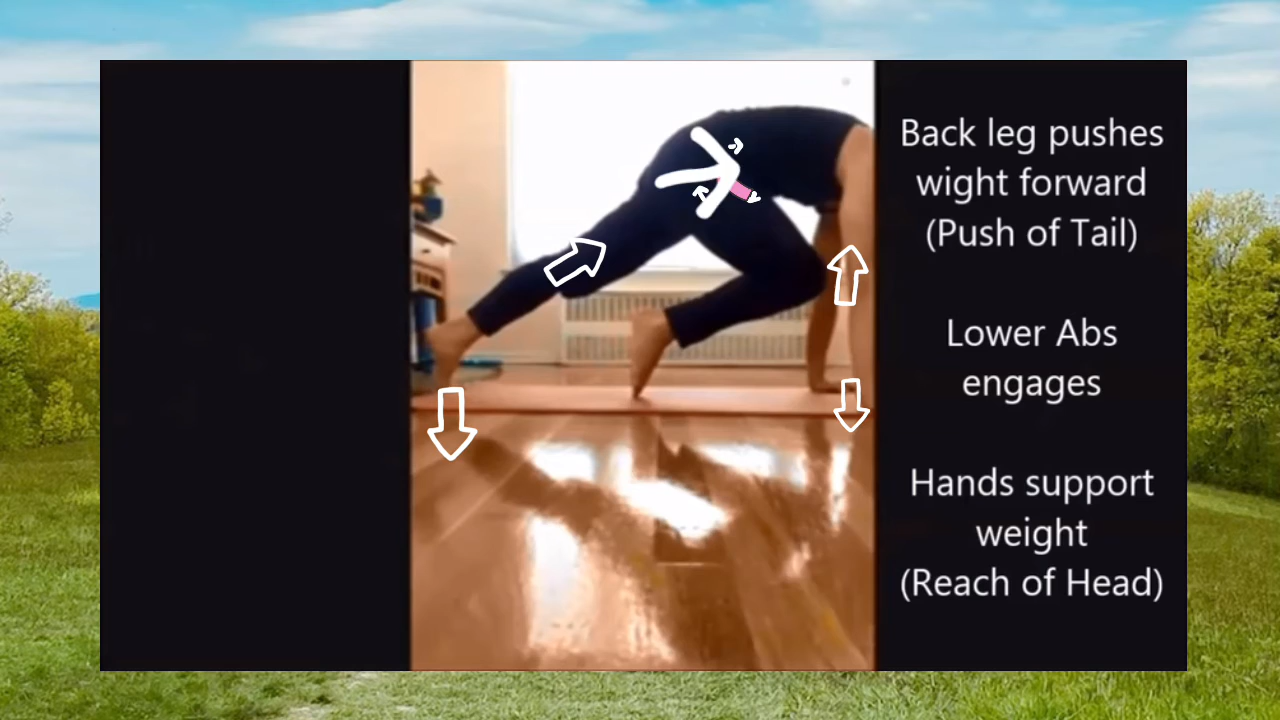 Back leg pushes
wight forward
(Push of Tail)
Lower Abs
engages
Hands support
weight
(Reach of Head)